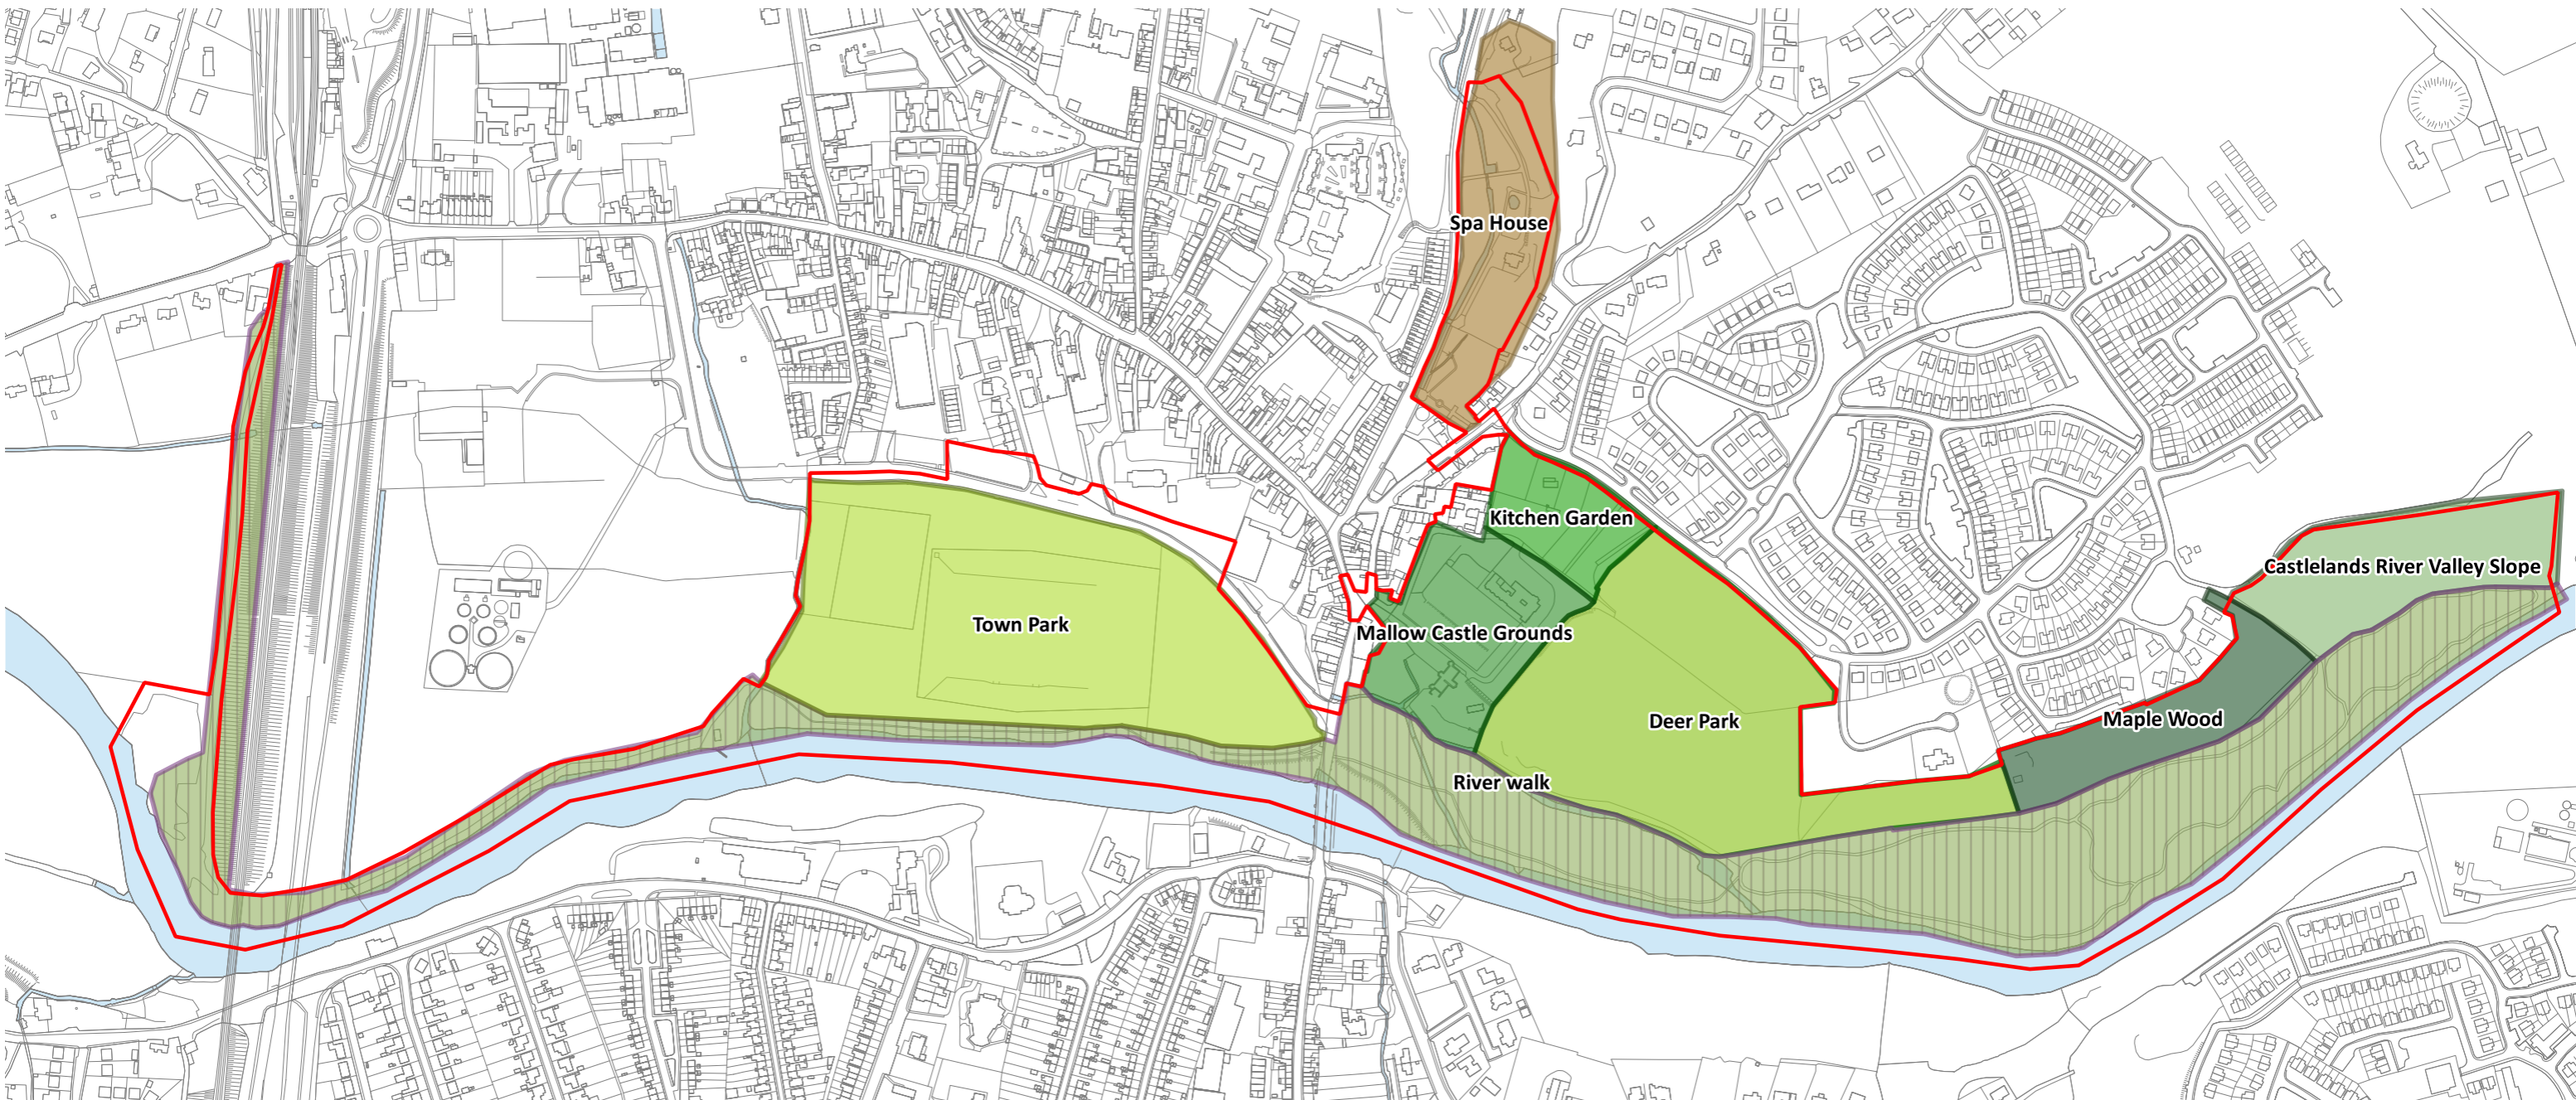 Spa House
Kitchen Garden
Castlelands River Valley Slope
Town Park
Mallow Castle Grounds
Deer Park
Maple Wood
River walk